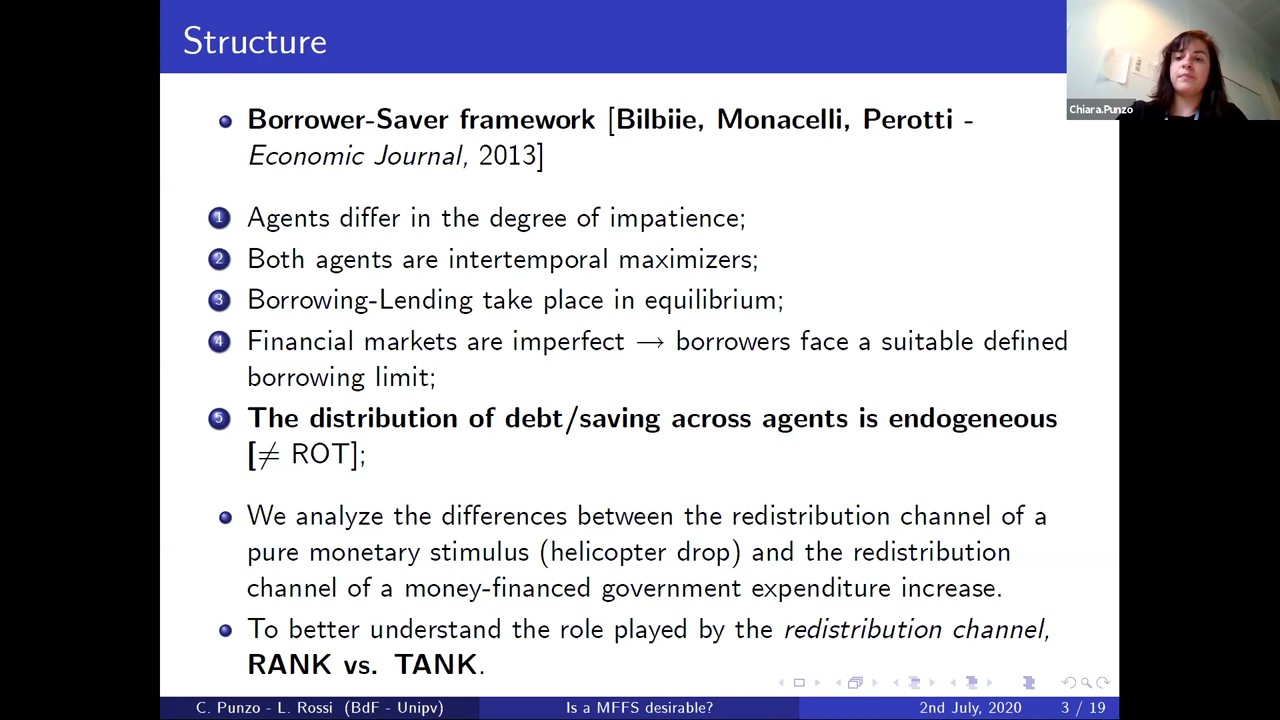 Structure
Chiara.Punzo
Borrower-Saver framework [Bilbiie, Monacelli, Perotti -
Economic Journal, 2013]
1 Agents differ in the degree of impatience;
2 Both agents are intertemporal maximizers;
3 Borrowing-Lending take place in equilibrium;
4 Financial markets are imperfect → borrowers face a suitable defined
borrowing limit;
5 The distribution of debt/saving across agents is endogeneous
[≠ ROT];
We analyze the differences between the redistribution channel of a
pure monetary stimulus (helicopter drop) and the redistribution
channel of a money-financed government expenditure increase.
To better understand the role played by the redistribution channel,
RANK vs. TANK.
C. Punzo - L. Rossi (BdF - Unipv) Is a MFFS desirable? 2nd July, 2020 3 / 19